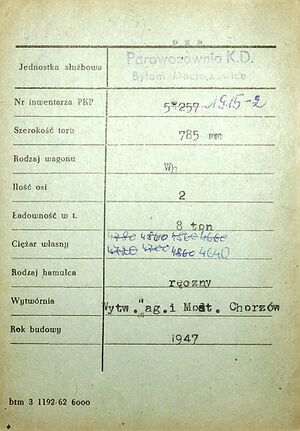 P.K.P.
Jednostka służbowa
Parowozownia K.D.
Bytom Maciejkowice
Nr inwentarza PKP 5*257 1915-2
Szerokość toru 785 mm
Rodzaj wagonu Wh
Ilość osi 2
Ładowność w t. 8 ton
Ciężar własny 4640
Rodzaj hamulca ręczny
Wytwórnia Wytw."ag.i Most. Chorzów
Rok budowy 1947
btm 3 1192-62 6000